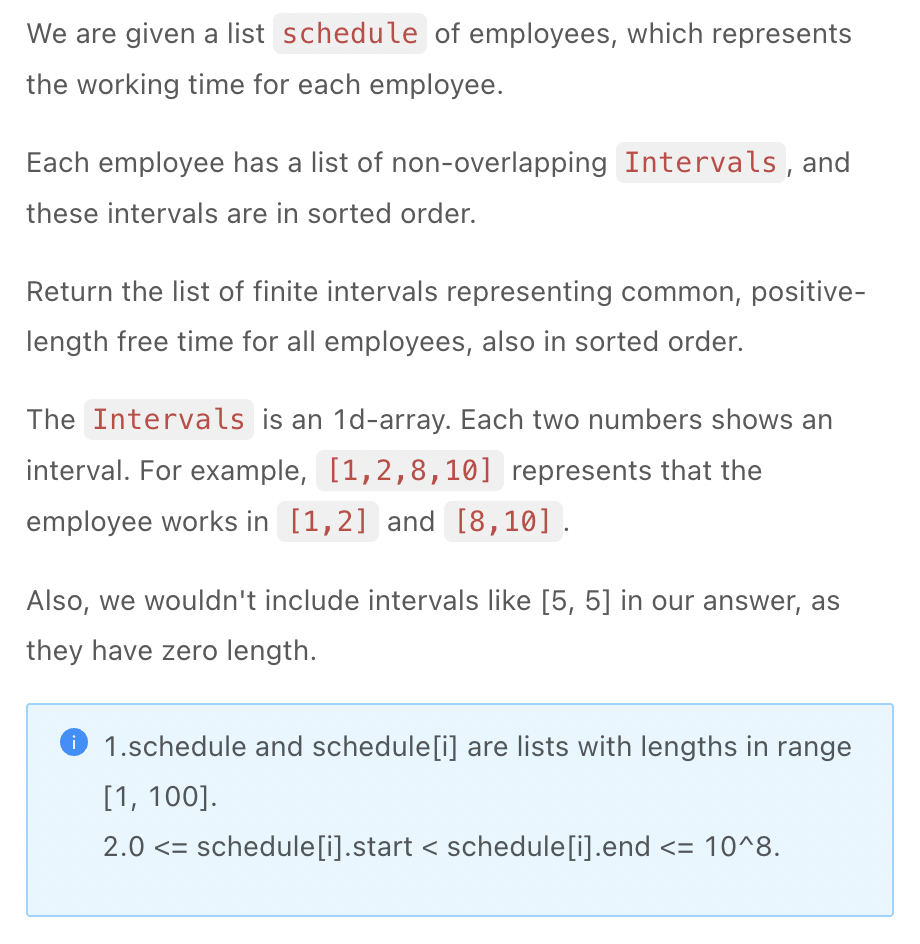 We are given a list schedule of employees, which represents
the working time for each employee.
Each employee has a list of non-overlapping Intervals, and
these intervals are in sorted order.
Return the list of finite intervals representing common, positive-
length free time for all employees, also in sorted order.
The Intervals is an 1d-array. Each two numbers shows an
interval. For example, [1,2,8,10] represents that the
employee works in [1,2] and [8,10].
Also, we wouldn't include intervals like [5, 5] in our answer, as
they have zero length.
1.schedule and schedule[i] are lists with lengths in range
[1, 100].
2.0 <= schedule[i].start < schedule[i].end <= 10^8.